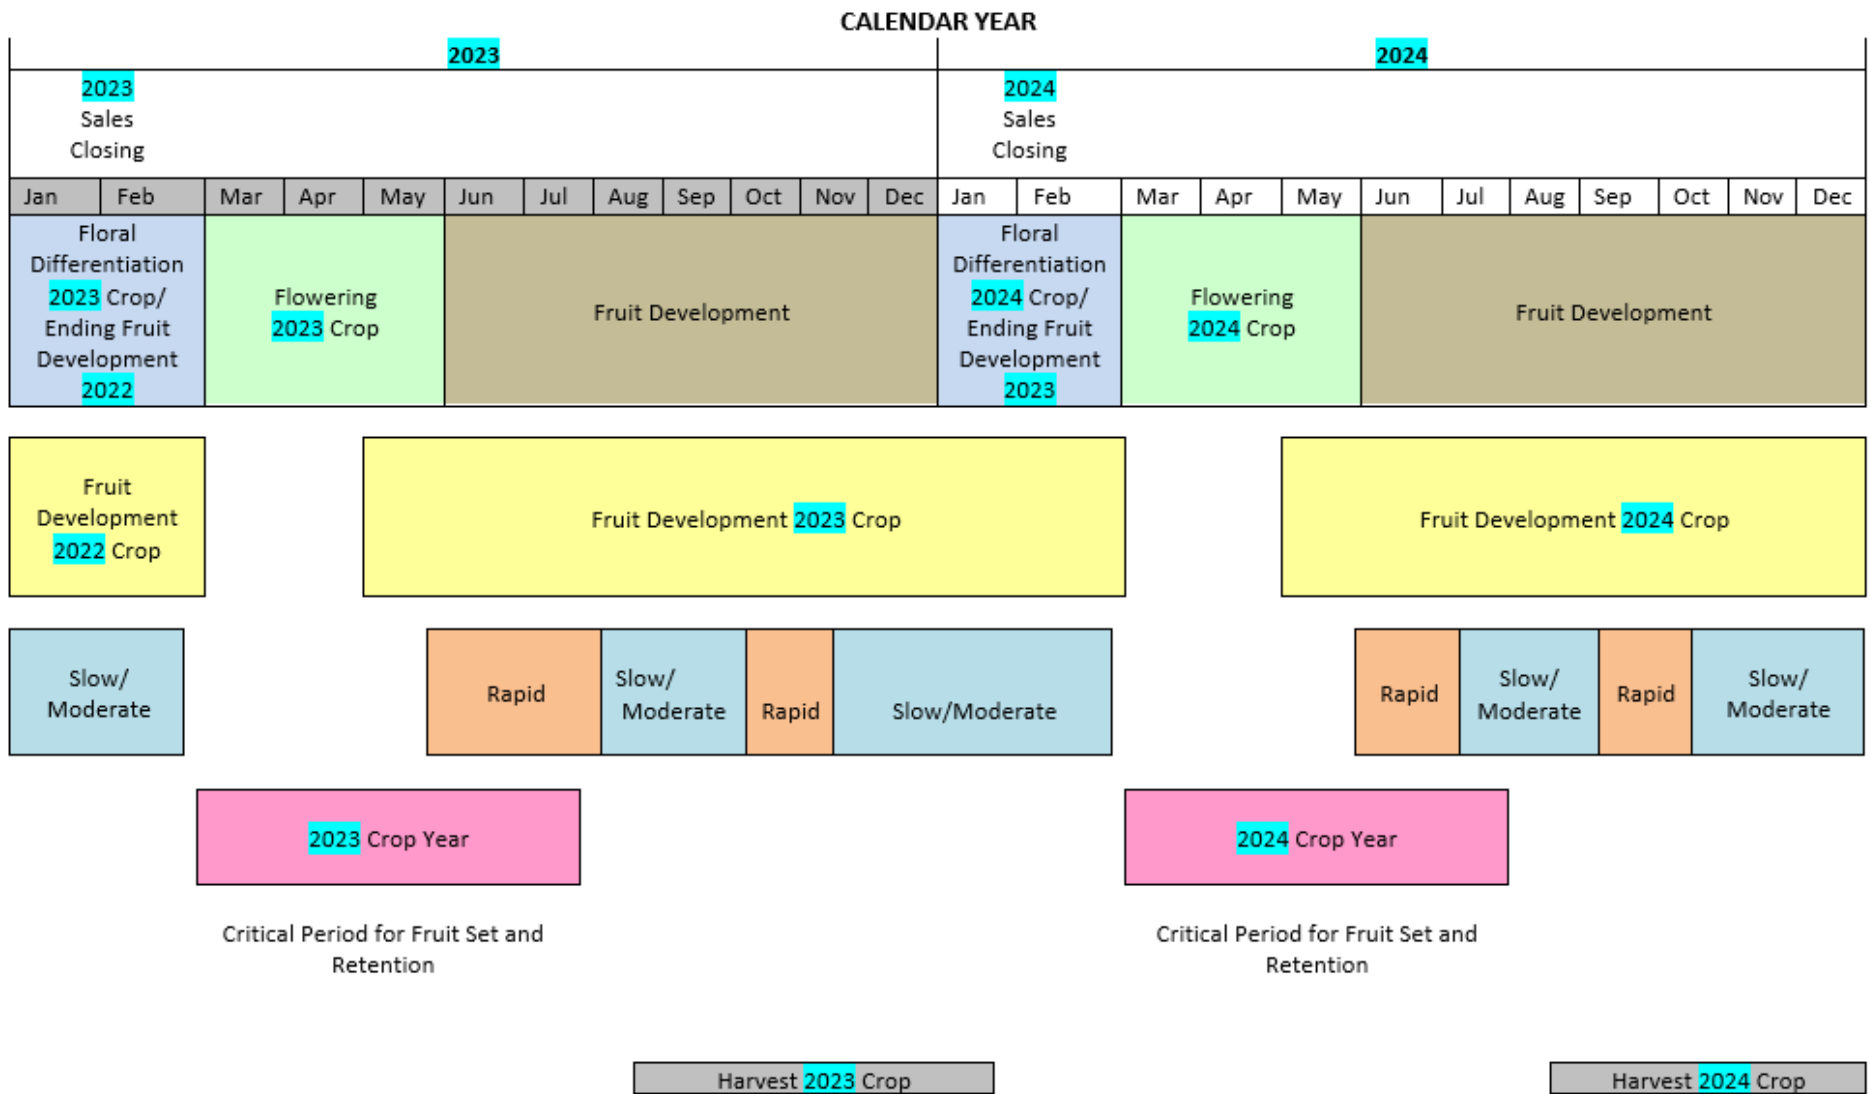 CALENDAR YEAR
2023
2024
2023
Sales
Closing
2024
Sales
Closing
Jan Feb Mar Apr May Jun Jul Aug Sep Oct Nov Dec Jan Feb Mar Apr May Jun Jul Aug Sep Oct Nov Dec
Floral
Differentiation
2023 Crop/
Ending Fruit
Development
2022
Flowering
2023 Crop
Fruit Development
Floral
Differentiation
2024 Crop/
Ending Fruit
Development
2023
Flowering
2024 Crop
Fruit Development
Fruit
Development
2022 Crop
Fruit Development 2023 Crop
Fruit Development 2024 Crop
Slow/
Moderate
Rapid
Slow/
Moderate
Rapid
Slow/Moderate
Rapid
Slow/
Moderate
Rapid
Slow/
Moderate
2023 Crop Year
2024 Crop Year
Critical Period for Fruit Set and
Retention
Critical Period for Fruit Set and
Retention
Harvest 2023 Crop
Harvest 2024 Crop